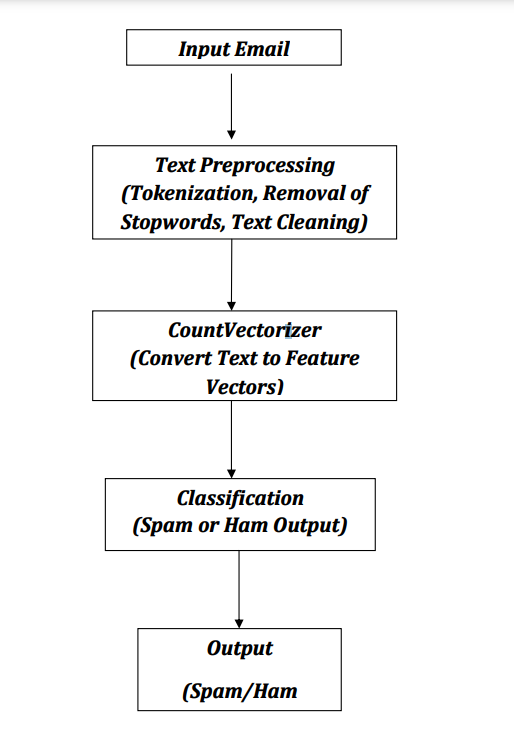 Input Email
Text Preprocessing
(Tokenization, Removal of
Stopwords, Text Cleaning)
CountVectorizer
(Convert Text to Feature
Vectors)
Classification
(Spam or Ham Output)
Output
(Spam/Ham